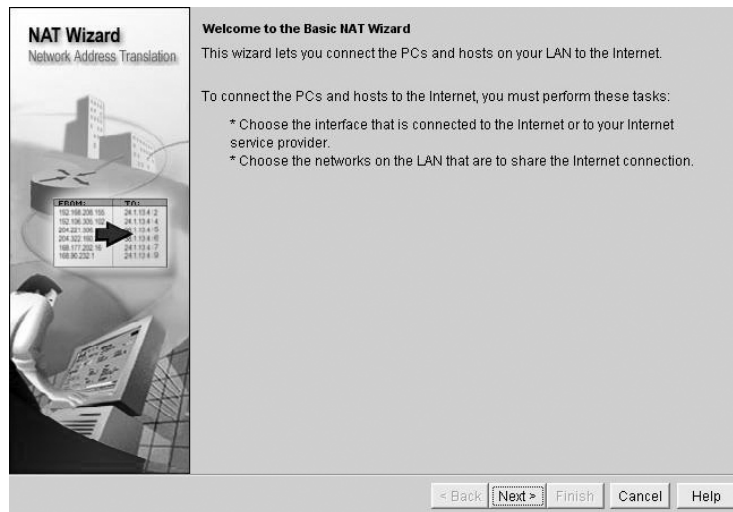 NAT Wizard
Network Address Translation
FROM: TO:
Welcome to the Basic NAT Wizard
This wizard lets you connect the PCs and hosts on your LAN to the Internet.
To connect the PCs and hosts to the Internet, you must perform these tasks:
* Choose the interface that is connected to the Internet or to your Internet
service provider.
* Choose the networks on the LAN that are to share the Internet connection.
< Back Next > Finish Cancel Help